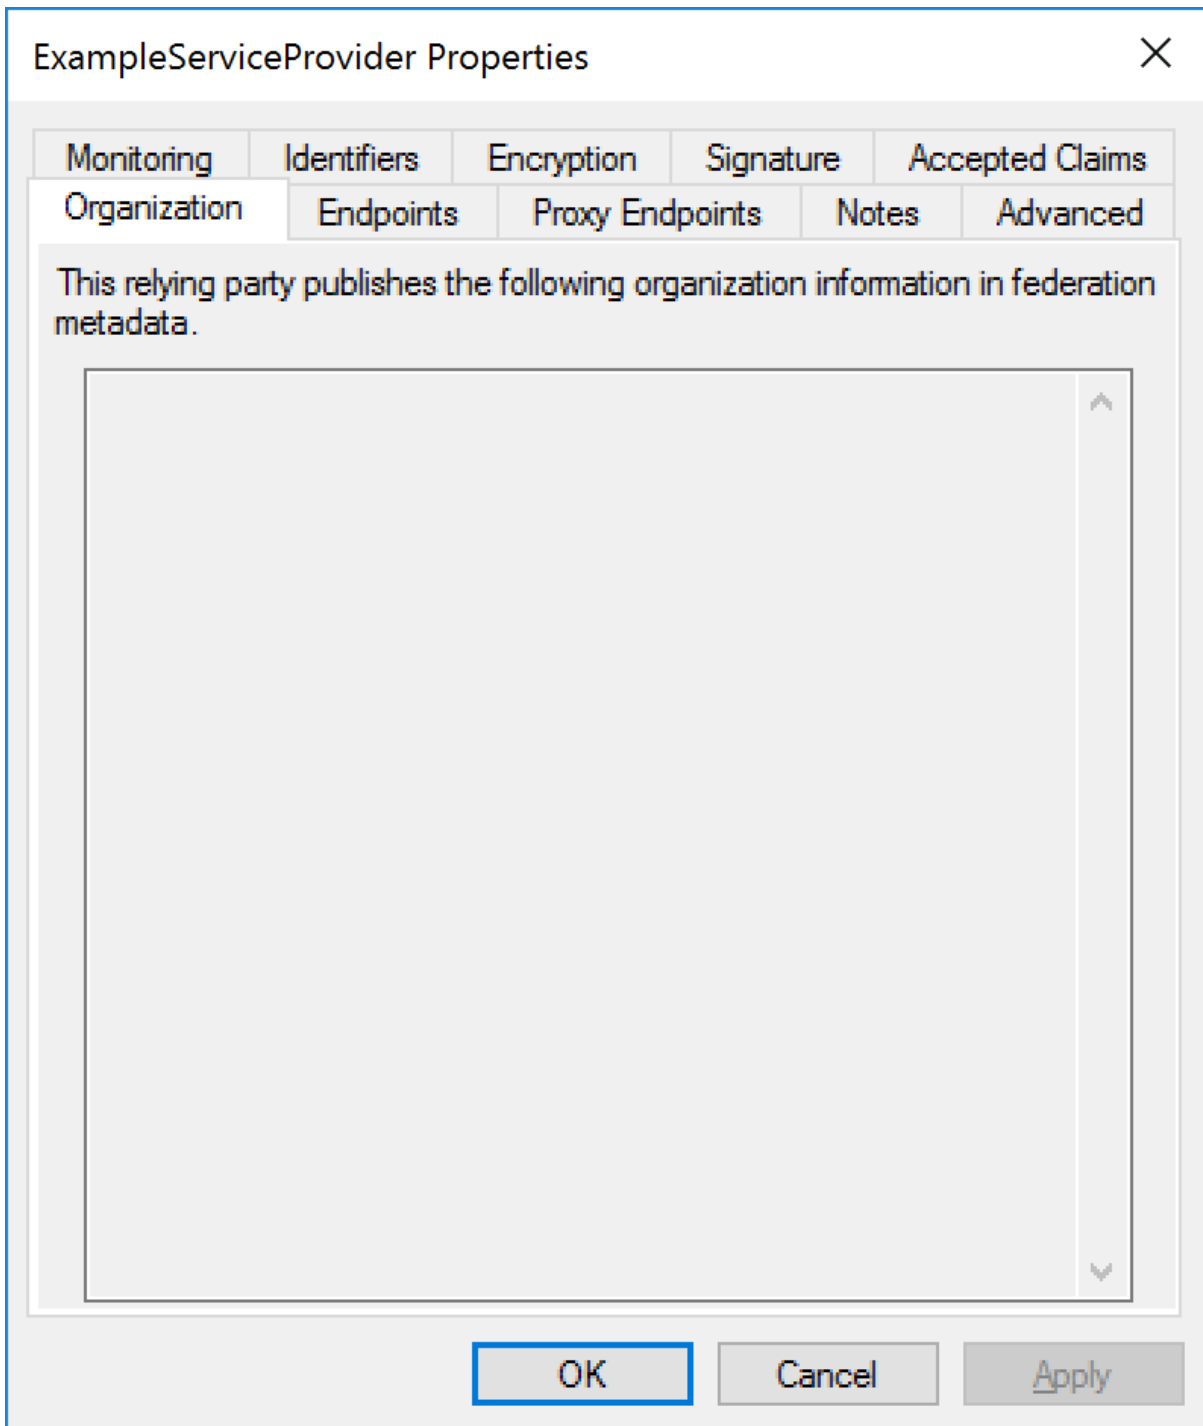 ExampleServiceProvider Properties
Monitoring Identifiers Encryption Signature Accepted Claims
Organization Endpoints Proxy Endpoints Notes Advanced
This relying party publishes the following organization information in federation
metadata.
OK Cancel Apply